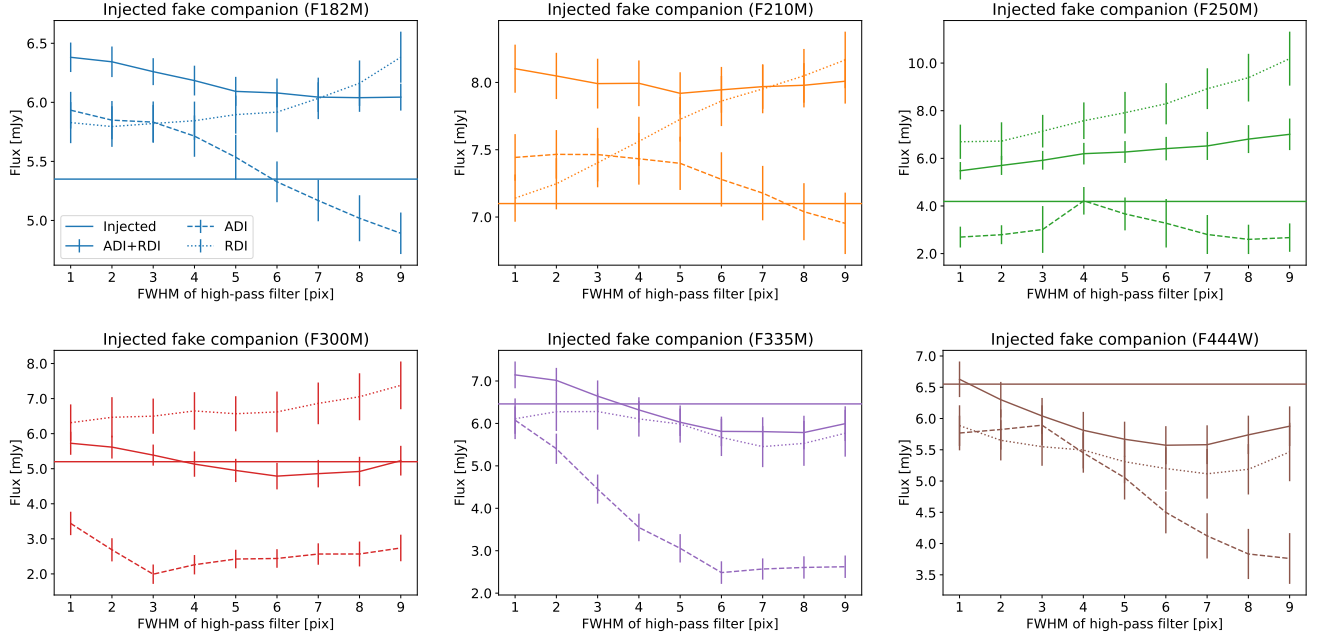 Injected fake companion (F182M)
Flux [mJy]
6.5
6.0
5.5
5.0
Injected
ADI+RDI
ADI
RDI
1 2 3 4 5 6 7 8 9
FWHM of high-pass filter [pix]
Injected fake companion (F210M)
Flux [mJy]
8.0
7.5
7.0
1 2 3 4 5 6 7 8 9
FWHM of high-pass filter [pix]
Injected fake companion (F250M)
Flux [mJy]
10.0
8.0
6.0
4.0
2.0
1 2 3 4 5 6 7 8 9
FWHM of high-pass filter [pix]
Injected fake companion (F300M)
Flux [mJy]
8.0
7.0
6.0
5.0
4.0
3.0
2.0
1 2 3 4 5 6 7 8 9
FWHM of high-pass filter [pix]
Injected fake companion (F335M)
Flux [mJy]
7.0
6.0
5.0
4.0
3.0
2.0
1 2 3 4 5 6 7 8 9
FWHM of high-pass filter [pix]
Injected fake companion (F444W)
Flux [mJy]
7.0
6.5
6.0
5.5
5.0
4.5
4.0
3.5
1 2 3 4 5 6 7 8 9
FWHM of high-pass filter [pix]